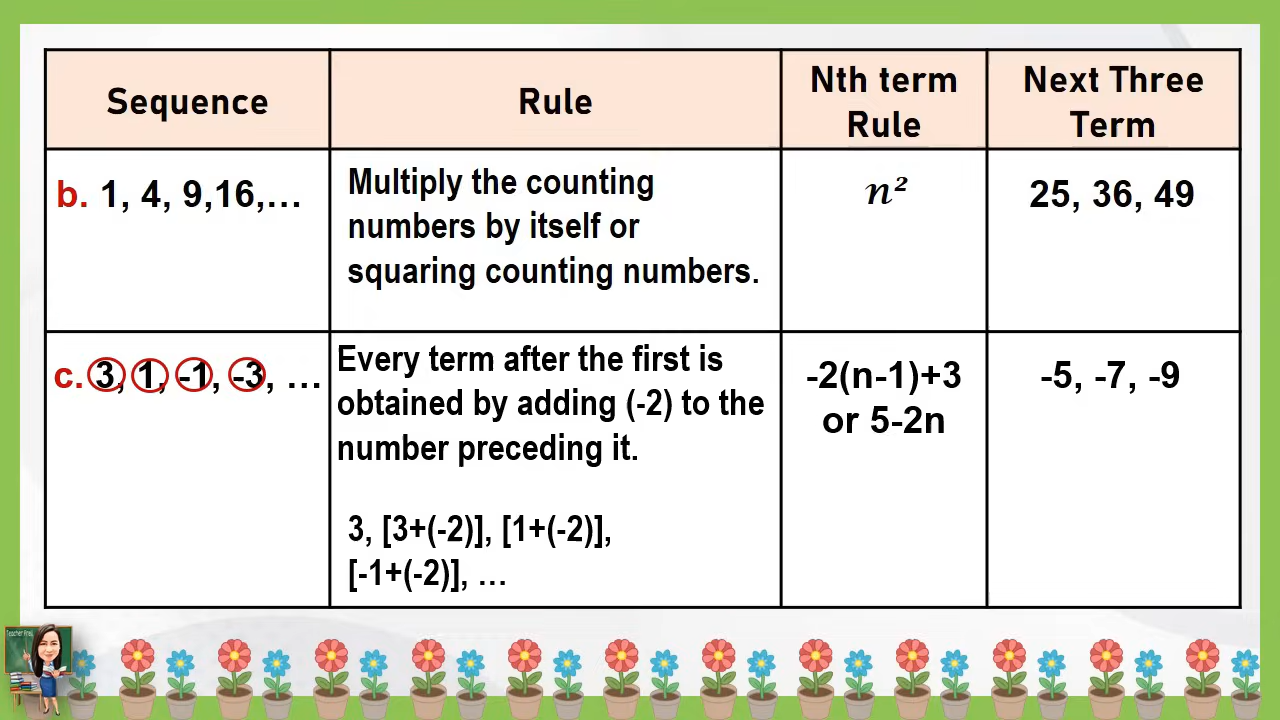 Sequence
Rule
Nth term
Rule
Next Three
Term
b. 1, 4, 9,16,…
Multiply the counting
numbers by itself or
squaring counting numbers.
n²
25, 36, 49
c. 3, 1, -1, -3, …
Every term after the first is
obtained by adding (-2) to the
number preceding it.
3, [3+(-2)], [1+(-2)],
[-1+(-2)], …
-2(n-1)+3
or 5-2n
-5, -7, -9